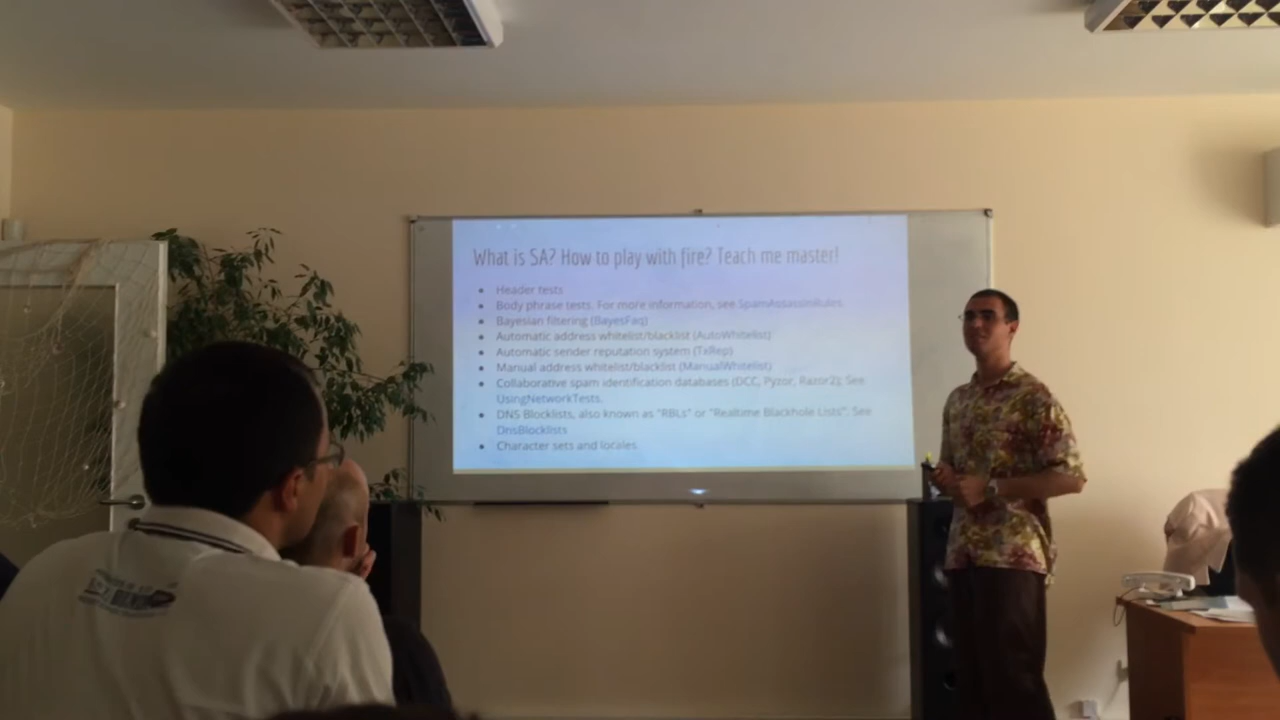 What is SA? How to play with fire? Teach me master!
Header tests
Body phrase tests. For more information, see SpamAssassinRules.
Bayesian filtering (BayesFaq)
Automatic address whitelist/blacklist (AutoWhitelist)
Automatic sender reputation system (TxRep)
Manual address whitelist/blacklist (ManualWhitelist)
Collaborative spam identification databases (DCC, Pyzor, Razor2); See
UsingNetworkTests.
DNS Blocklists, also known as "RBLs" or "Realtime Blackhole Lists". See
DnsBlocklists
Character sets and locales.